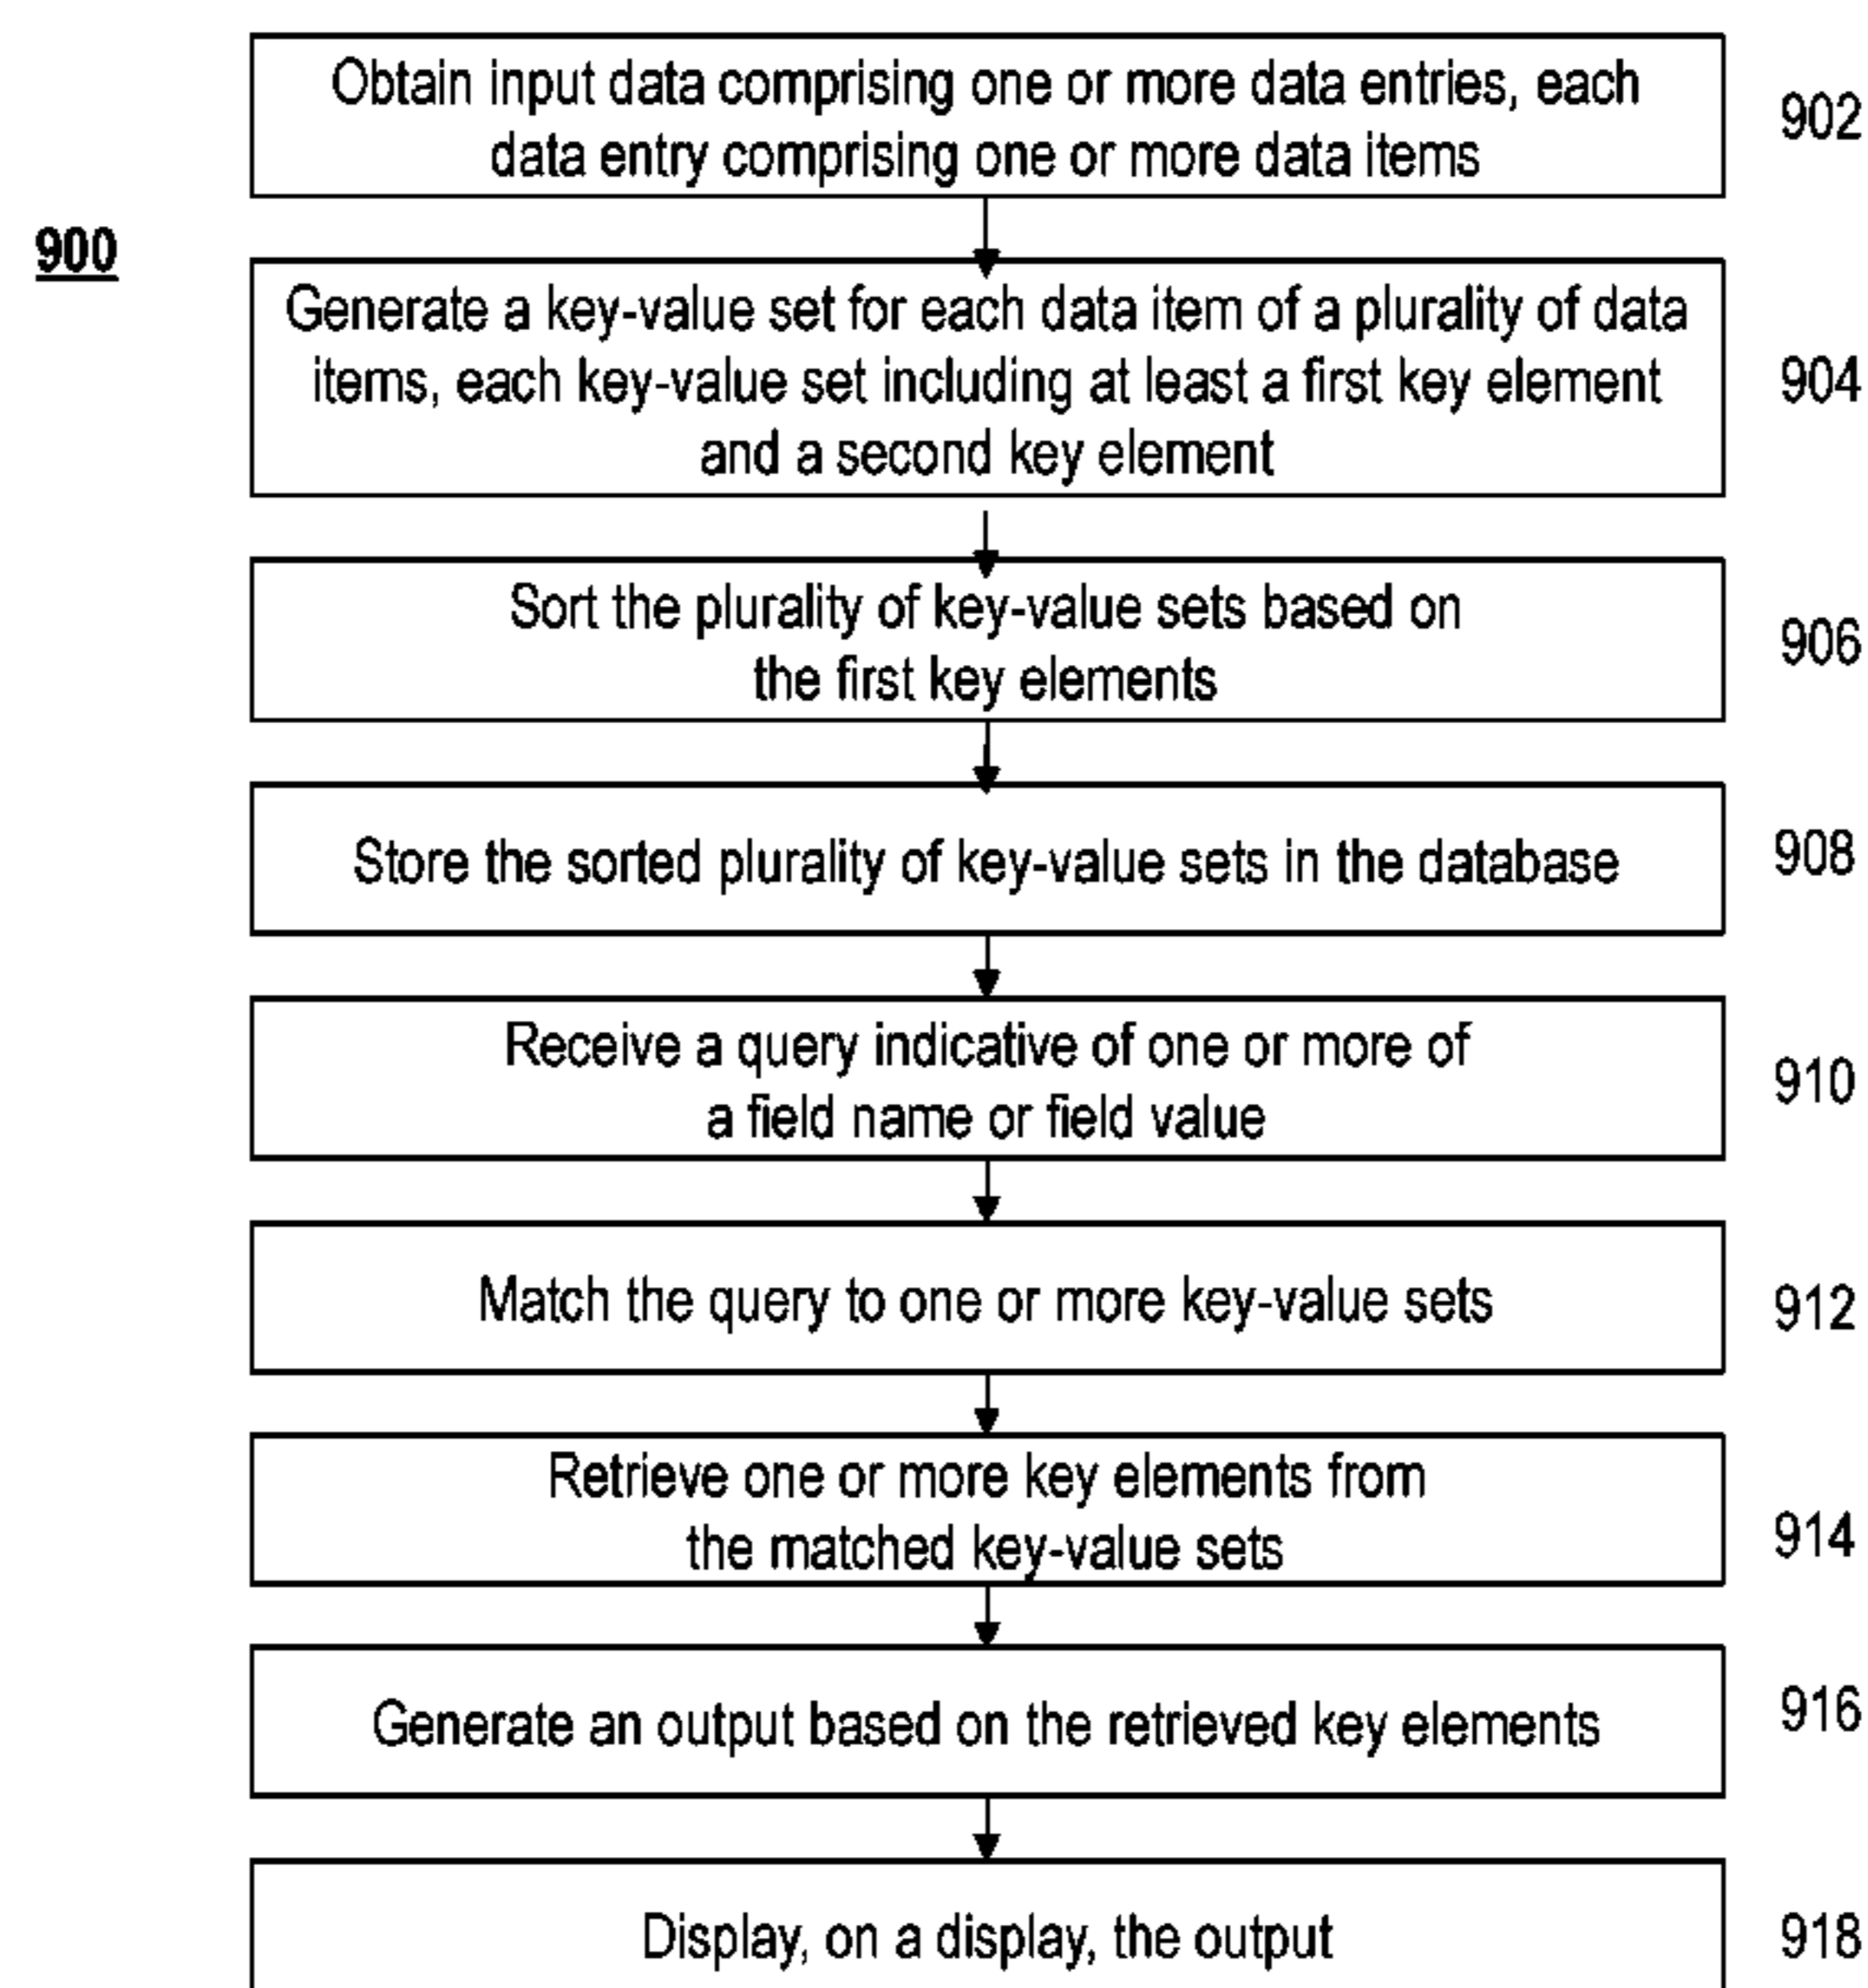 Obtain input data comprising one or more data entries, each
data entry comprising one or more data items
902
900
Generate a key-value set for each data item of a plurality of data
items, each key-value set including at least a first key element
and a second key element
904
Sort the plurality of key-value sets based on
the first key elements
906
Store the sorted plurality of key-value sets in the database
908
Receive a query indicative of one or more of
a field name or field value
910
Match the query to one or more key-value sets
912
Retrieve one or more key elements from
the matched key-value sets
914
Generate an output based on the retrieved key elements
916
Display, on a display, the output
918